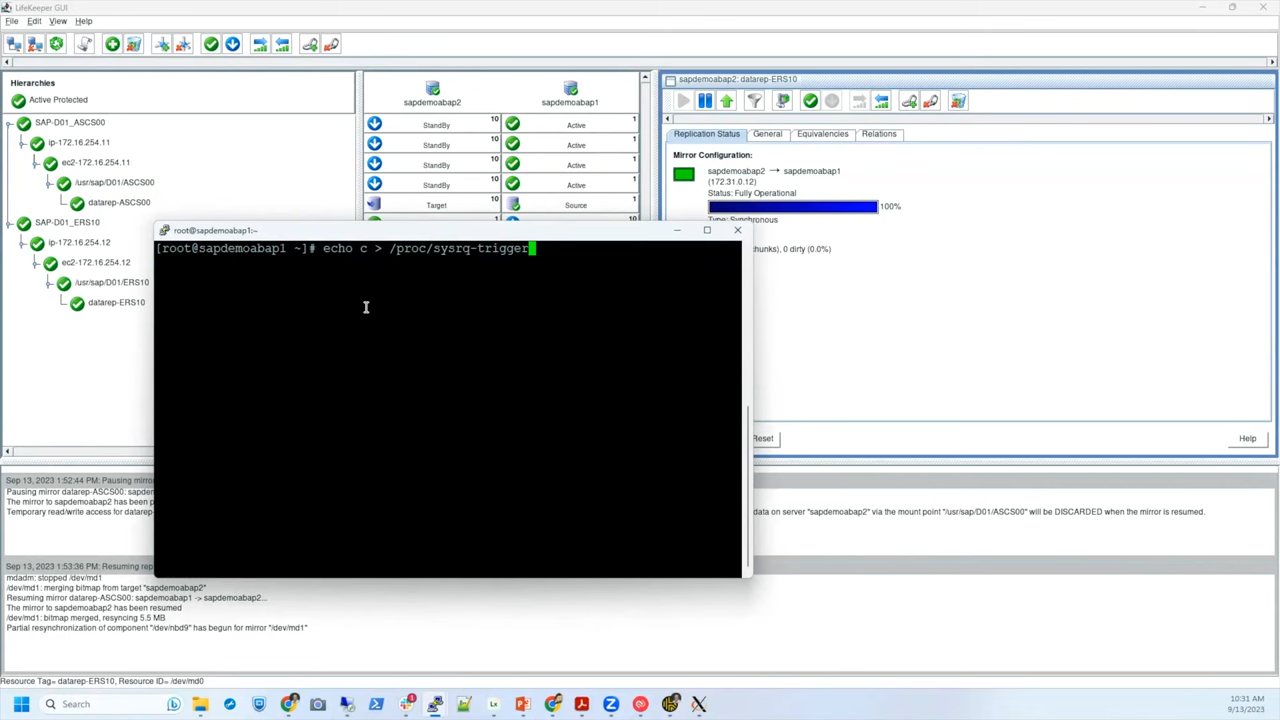 LifeKeeper GUI
File Edit View Help
Hierarchies
Active Protected
SAP-D01_ASCS00
ip-172.16.254.11
ec2-172.16.254.11
/usr/sap/D01/ASCS00
datarep-ASCS00
SAP-D01_ERS10
ip-172.16.254.12
ec2-172.16.254.12
/usr/sap/D01/ERS10
datarep-ERS10
sapdemoabap2 sapdemoabap1
StandBy 10 Active 1
StandBy 10 Active 1
StandBy 10 Active 1
StandBy 10 Active 1
Target 10 Source 1
10 1
sapdemoabap2: datarep-ERS10
Replication Status General Equivalencies Relations
Mirror Configuration:
sapdemoabap2 → sapdemoabap1
(172.31.0.12)
Status: Fully Operational
100%
Type: Synchronous
hunks), 0 dirty (0.0%)
Reset Help
root@sapdemoabap1:~
[root@sapdemoabap1 ~]# echo c > /proc/sysrq-trigger
Sep 13, 2023 1:52:44 PM: Pausing mirro
Pausing mirror datarep-ASCS00: sapdem
The mirror to sapdemoabap2 has been p
Temporary read/write access for datarep- data on server "sapdemoabap2" via the mount point "/usr/sap/D01/ASCS00" will be DISCARDED when the mirror is resumed.
Sep 13, 2023 1:53:36 PM: Resuming rep
mdadm: stopped /dev/md1
/dev/md1: merging bitmap from target "sapdemoabap2"
Resuming mirror datarep-ASCS00: sapdemoabap1 -> sapdemoabap2...
The mirror to sapdemoabap2 has been resumed
/dev/md1: bitmap merged, resyncing 5.5 MB
Partial resynchronization of component "/dev/nbd9" has begun for mirror "/dev/md1"
Resource Tag= datarep-ERS10, Resource ID= /dev/md0
Search
10:31 AM
9/13/2023